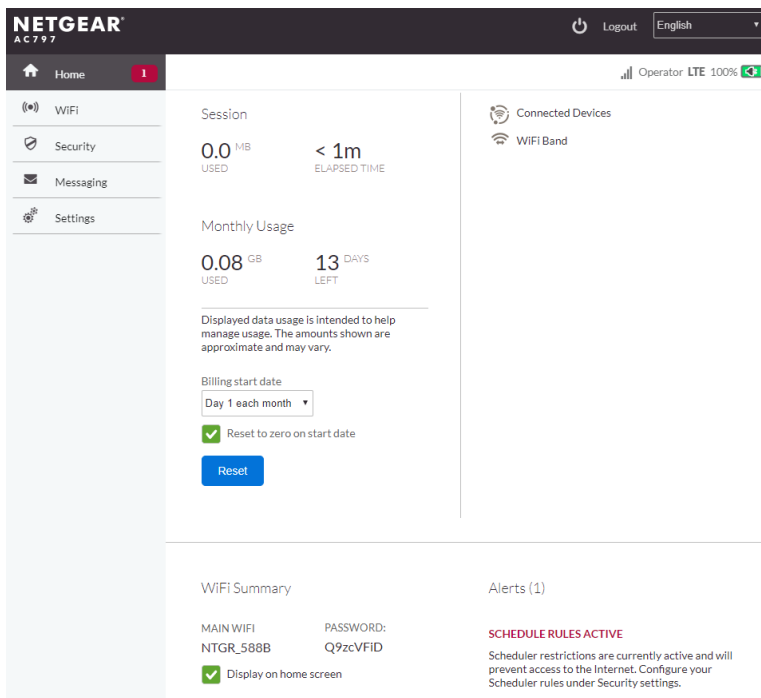 NETGEAR®
AC797
Logout
English
Home
1
Operator LTE 100%
WiFi
Security
Messaging
Settings
Session
0.0 MB
USED
< 1m
ELAPSED TIME
Monthly Usage
0.08 GB
USED
13 DAYS
LEFT
Displayed data usage is intended to help
manage usage. The amounts shown are
approximate and may vary.
Billing start date
Day 1 each month
Reset to zero on start date
Reset
Connected Devices
WiFi Band
WiFi Summary
MAIN WIFI
NTGR_588B
PASSWORD:
Q9zcVFiD
Display on home screen
Alerts (1)
SCHEDULE RULES ACTIVE
Scheduler restrictions are currently active and will
prevent access to the Internet. Configure your
Scheduler rules under Security settings.